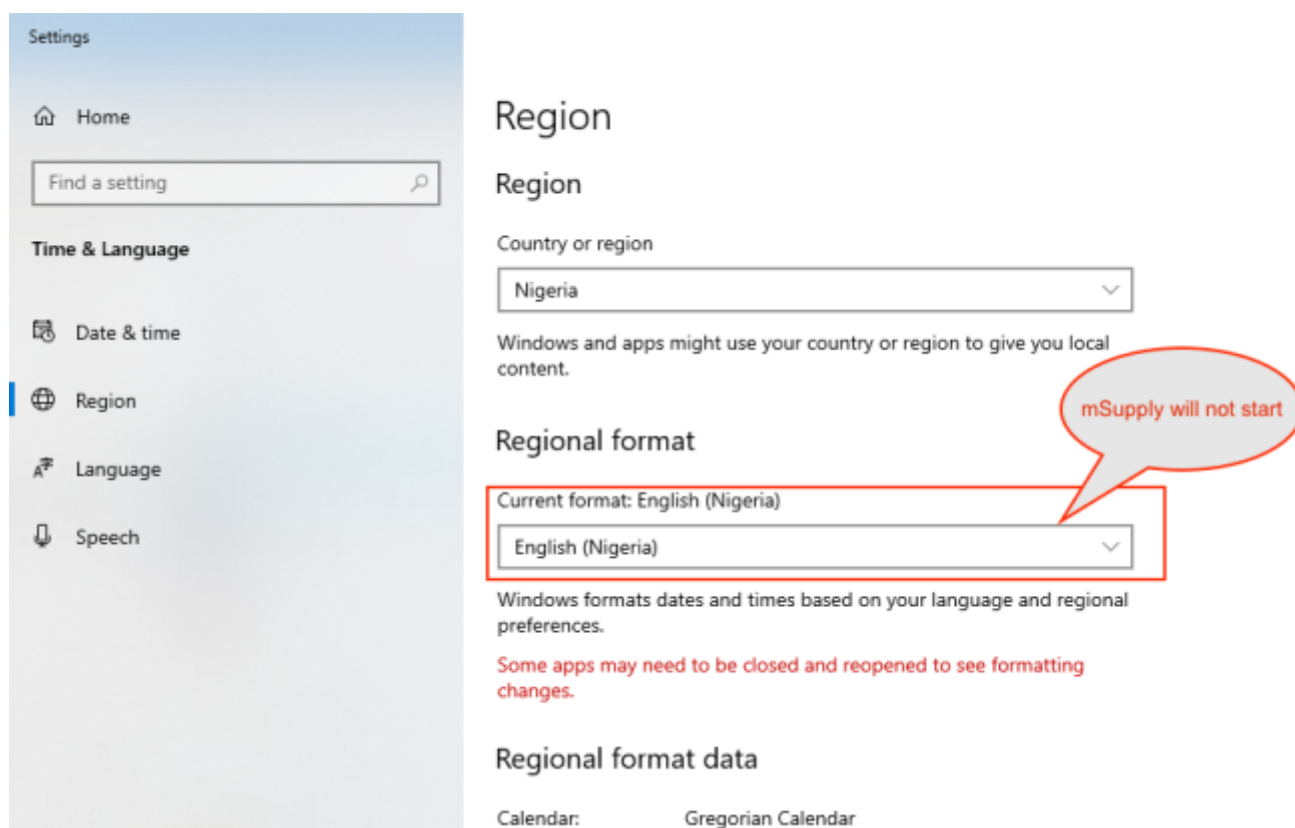 Settings
Home
Find a setting
Time & Language
Date & time
Region
Language
Speech
Region
Region
Country or region
Nigeria
Windows and apps might use your country or region to give you local
content.
mSupply will not start
Regional format
Current format: English (Nigeria)
English (Nigeria)
Windows formats dates and times based on your language and regional
preferences.
Some apps may need to be closed and reopened to see formatting
changes.
Regional format data
Calendar: Gregorian Calendar